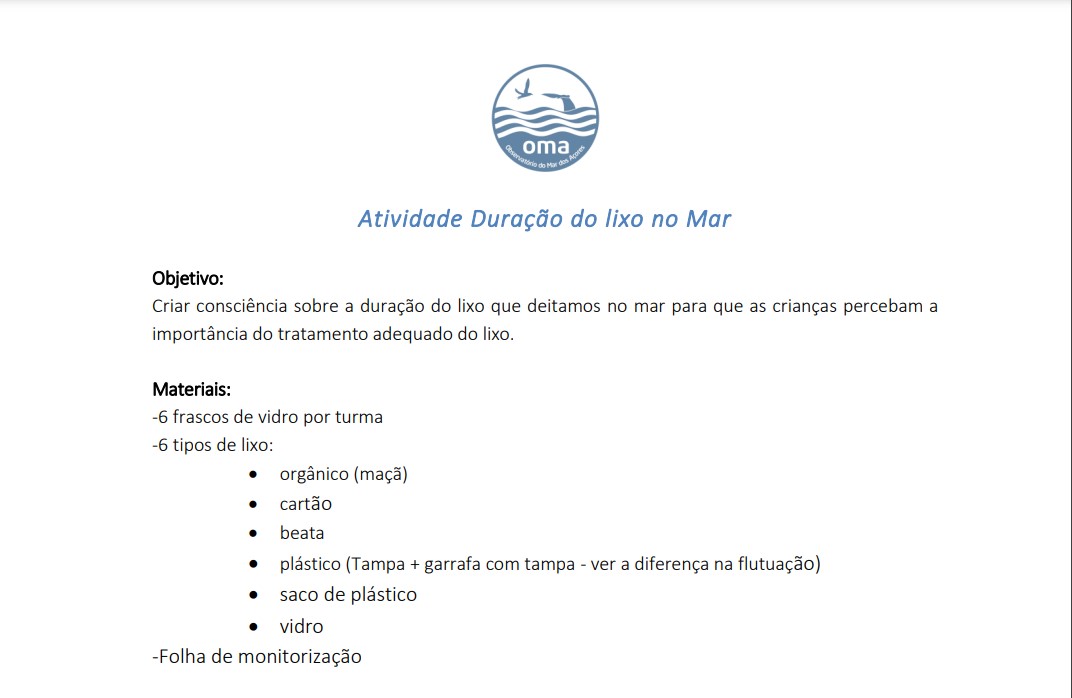 oma
Observatório do Mar dos Açores
Atividade Duração do lixo no Mar
Objetivo:
Criar consciência sobre a duração do lixo que deitamos no mar para que as crianças percebam a
importância do tratamento adequado do lixo.
Materiais:
-6 frascos de vidro por turma
-6 tipos de lixo:
• orgânico (maçã)
• cartão
• beata
• plástico (Tampa + garrafa com tampa - ver a diferença na flutuação)
• saco de plástico
• vidro
-Folha de monitorização